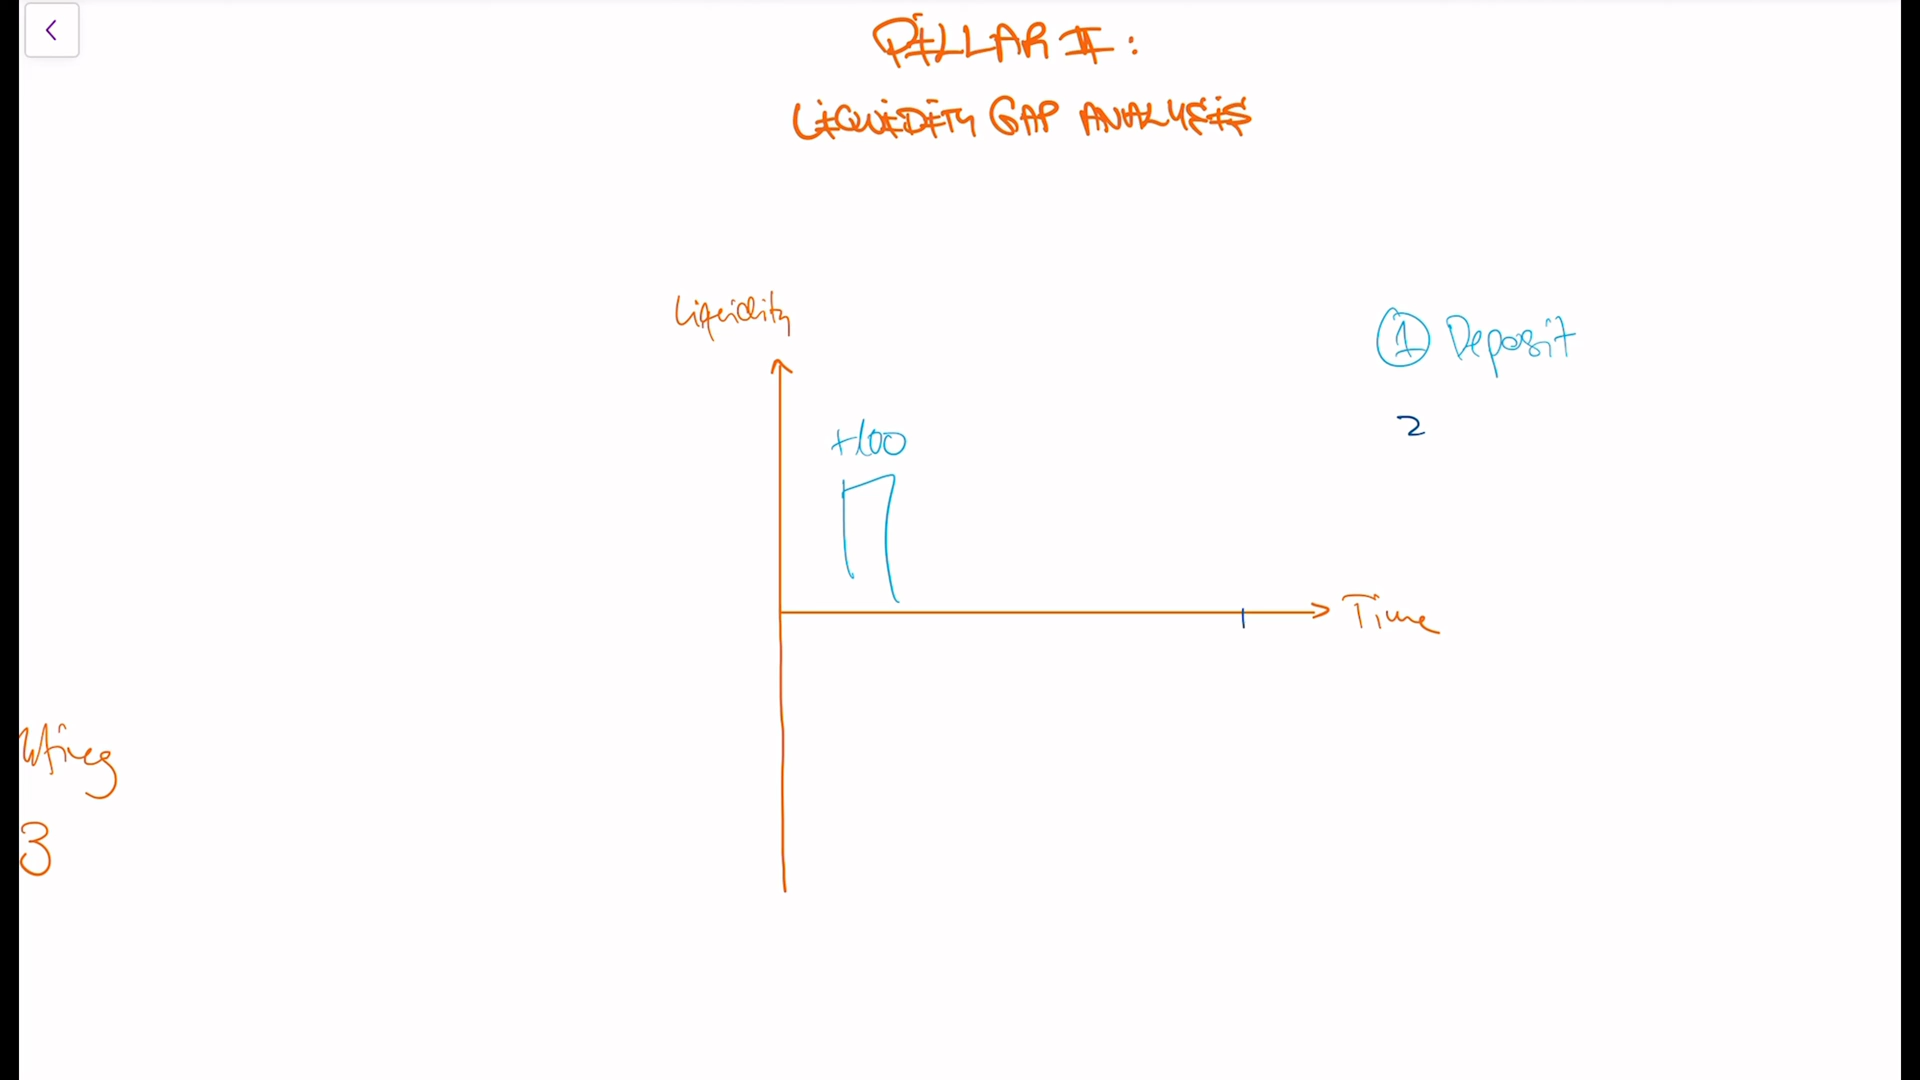 PILLAR II:
LIQUIDITY GAP ANALYSIS
Liquidity
① Deposit
2
+100
Time
3